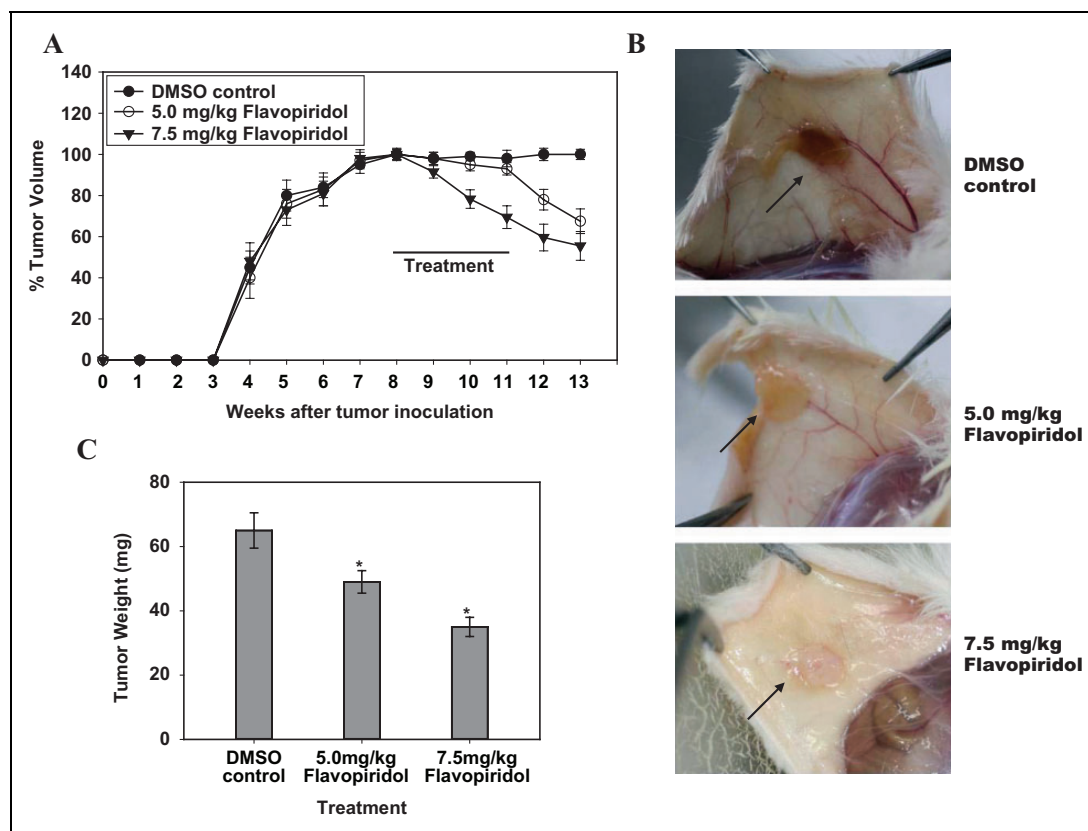 A
140
120
100
80
60
40
20
0
% Tumor Volume
DMSO control
5.0 mg/kg Flavopiridol
7.5 mg/kg Flavopiridol
Treatment
0 1 2 3 4 5 6 7 8 9 10 11 12 13
Weeks after tumor inoculation
B
DMSO
control
5.0 mg/kg
Flavopiridol
7.5 mg/kg
Flavopiridol
C
80
60
40
20
0
Tumor Weight (mg)
*
*
DMSO
control
5.0mg/kg
Flavopiridol
7.5mg/kg
Flavopiridol
Treatment